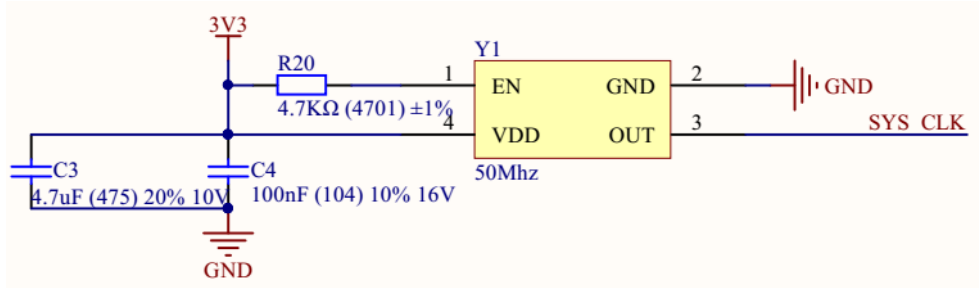 3V3
Y1
R20
1
EN
GND
2
GND
4.7KΩ (4701) ±1%
4
VDD
OUT
3
SYS_CLK
C3
C4
50Mhz
4.7uF (475) 20% 10V
100nF (104) 10% 16V
GND